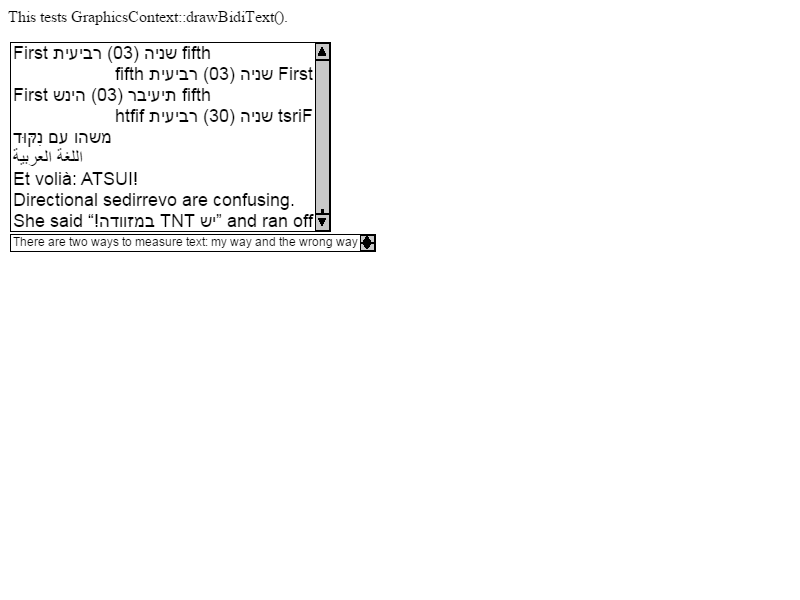 First שניה (03) רביעית fifth
First שניה (03) רביעית fifth
First תיעיבר (03) הינש fifth
tsriF שניה (30) רביעית htfif
משהו עם נִקּוּד
اللغة العربية
Et volià: ATSUI!
Directional sedirrevo are confusing.
She said “יש TNT במזוודה!” and ran off
There are two ways to measure text: my way and the wrong way
This tests GraphicsContext::drawBidiText().